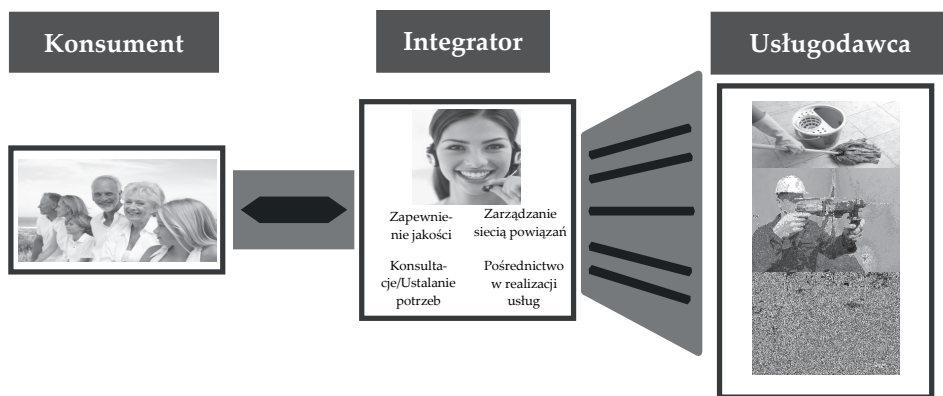 Konsument
Integrator
Usługodawca
Zapewnie-
nie jakości
Zarządzanie
siecią powiązań
Konsulta-
cje/Ustalanie
potrzeb
Pośrednictwo
w realizacji
usług